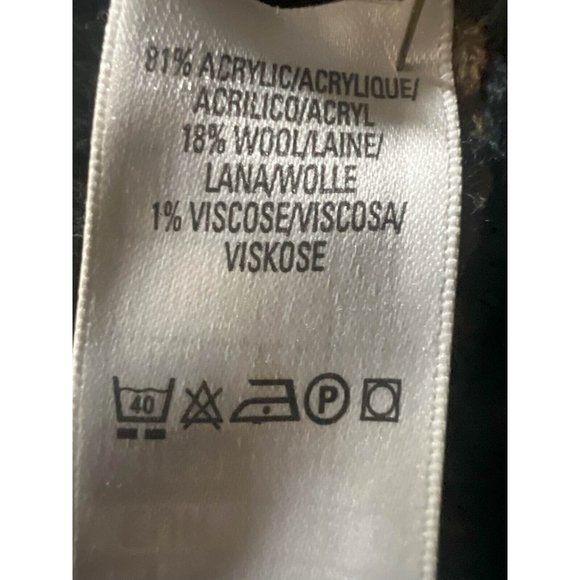 81% ACRYLIC/ACRYLIQUE/
ACRILICO/ACRYL
18% WOOL/LAINE/
LANA/WOLLE
1% VISCOSE/VISCOSA/
VISKOSE
40 P